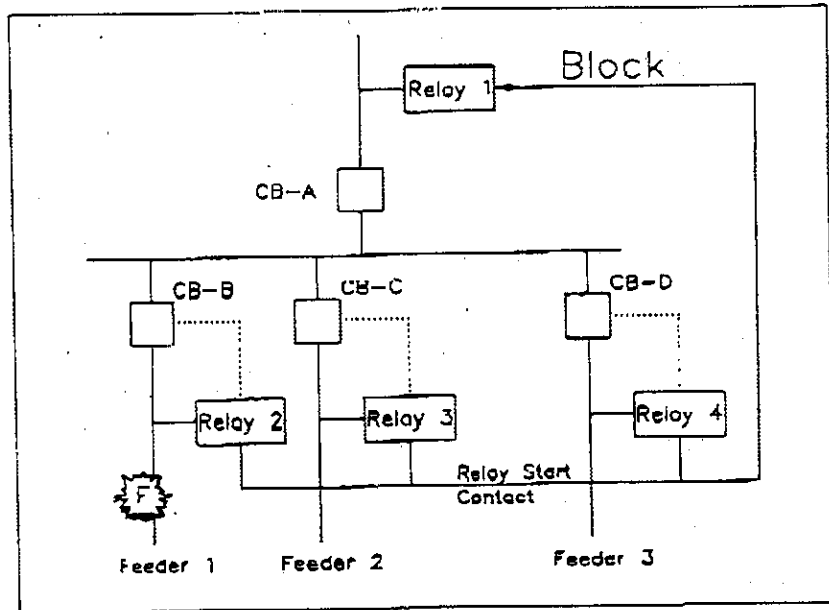 Block
Relay 1
CB-A
CB-B
CB-C
CB-D
Relay 2
Relay 3
Relay 4
F
Relay Start
Contact
Feeder 1
Feeder 2
Feeder 3